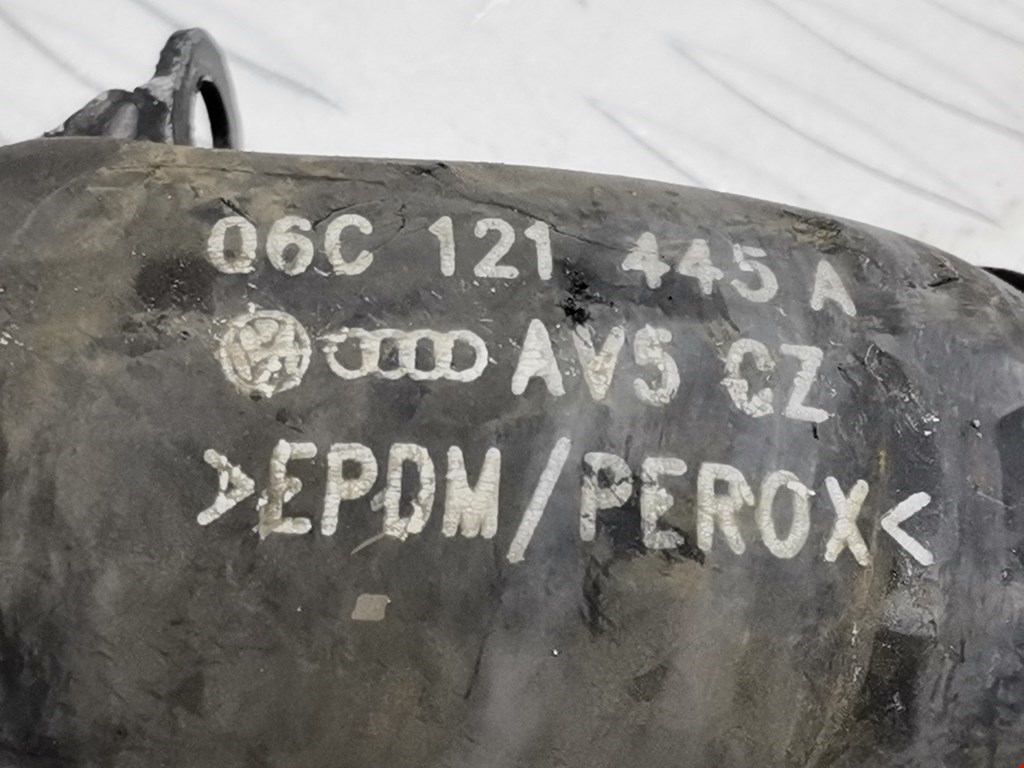 06C 121 445 A
AVS CZ
>EPDM/PEROX<